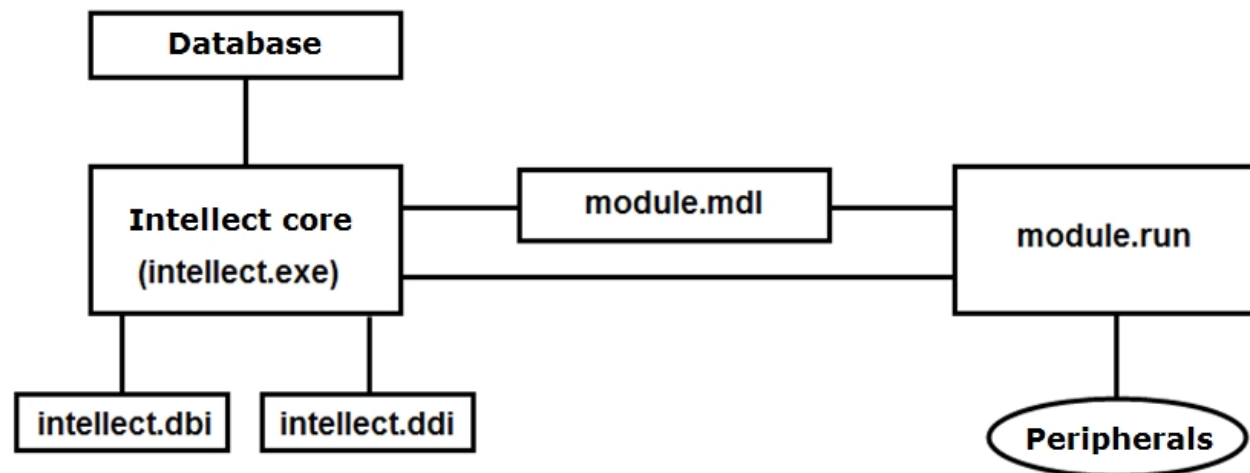 Database
module.mdl
Intellect core
(intellect.exe)
module.run
intellect.dbi
intellect.ddi
Peripherals